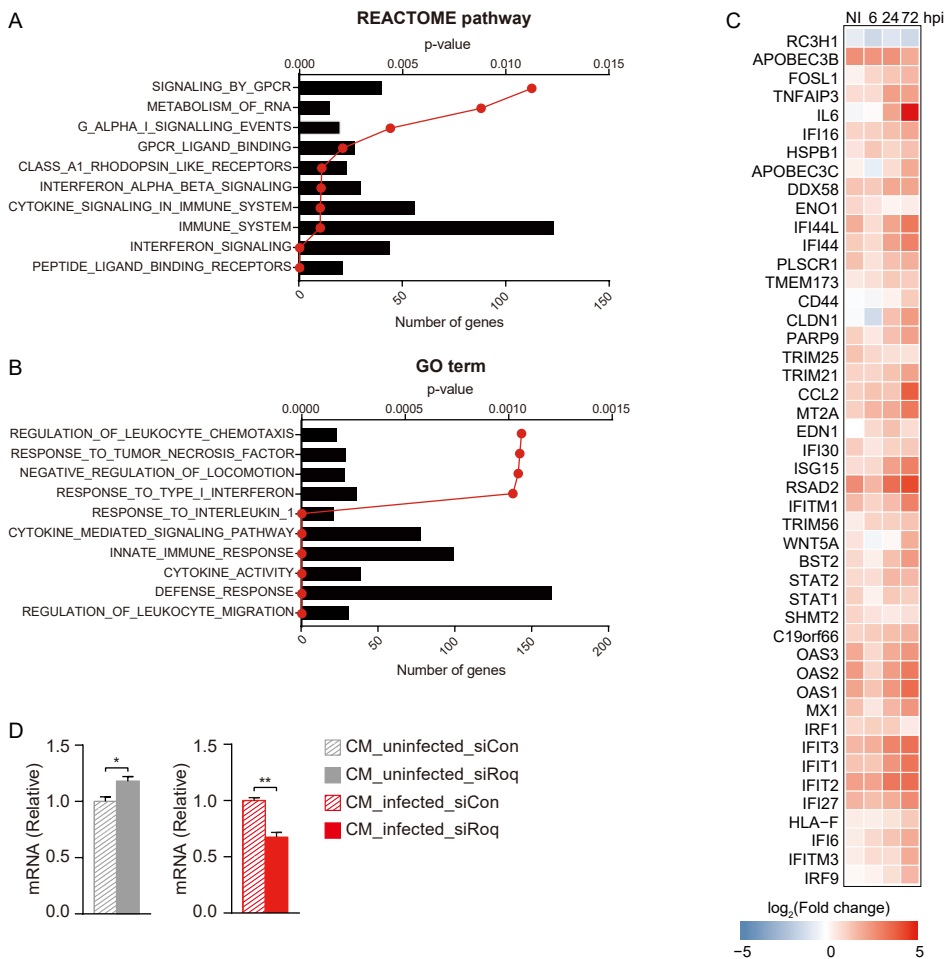 A
REACTOME pathway
p-value
0.000 0.005 0.010 0.015
SIGNALING_BY_GPCR
METABOLISM_OF_RNA
G_ALPHA_I_SIGNALLING_EVENTS
GPCR_LIGAND_BINDING
CLASS_A1_RHODOPSIN_LIKE_RECEPTORS
INTERFERON_ALPHA_BETA_SIGNALING
CYTOKINE_SIGNALING_IN_IMMUNE_SYSTEM
IMMUNE_SYSTEM
INTERFERON_SIGNALING
PEPTIDE_LIGAND_BINDING_RECEPTORS
0 50 100 150
Number of genes
B
GO term
p-value
0.0000 0.0005 0.0010 0.0015
REGULATION_OF_LEUKOCYTE_CHEMOTAXIS
RESPONSE_TO_TUMOR_NECROSIS_FACTOR
NEGATIVE_REGULATION_OF_LOCOMOTION
RESPONSE_TO_TYPE_I_INTERFERON
RESPONSE_TO_INTERLEUKIN_1
CYTOKINE_MEDIATED_SIGNALING_PATHWAY
INNATE_IMMUNE_RESPONSE
CYTOKINE_ACTIVITY
DEFENSE_RESPONSE
REGULATION_OF_LEUKOCYTE_MIGRATION
0 50 100 150 200
Number of genes
C
NI 6 24 72 hpi
RC3H1
APOBEC3B
FOSL1
TNFAIP3
IL6
IFI16
HSPB1
APOBEC3C
DDX58
ENO1
IFI44L
IFI44
PLSCR1
TMEM173
CD44
CLDN1
PARP9
TRIM25
TRIM21
CCL2
MT2A
EDN1
IFI30
ISG15
RSAD2
IFITM1
TRIM56
WNT5A
BST2
STAT2
STAT1
SHMT2
C19orf66
OAS3
OAS2
OAS1
MX1
IRF1
IFIT3
IFIT1
IFIT2
IFI27
HLA−F
IFI6
IFITM3
IRF9
log2(Fold change)
−5 0 5
D
mRNA (Relative)
1.5
1.0
0.5
0.0
*
mRNA (Relative)
1.5
1.0
0.5
0.0
**
CM_uninfected_siCon
CM_uninfected_siRoq
CM_infected_siCon
CM_infected_siRoq